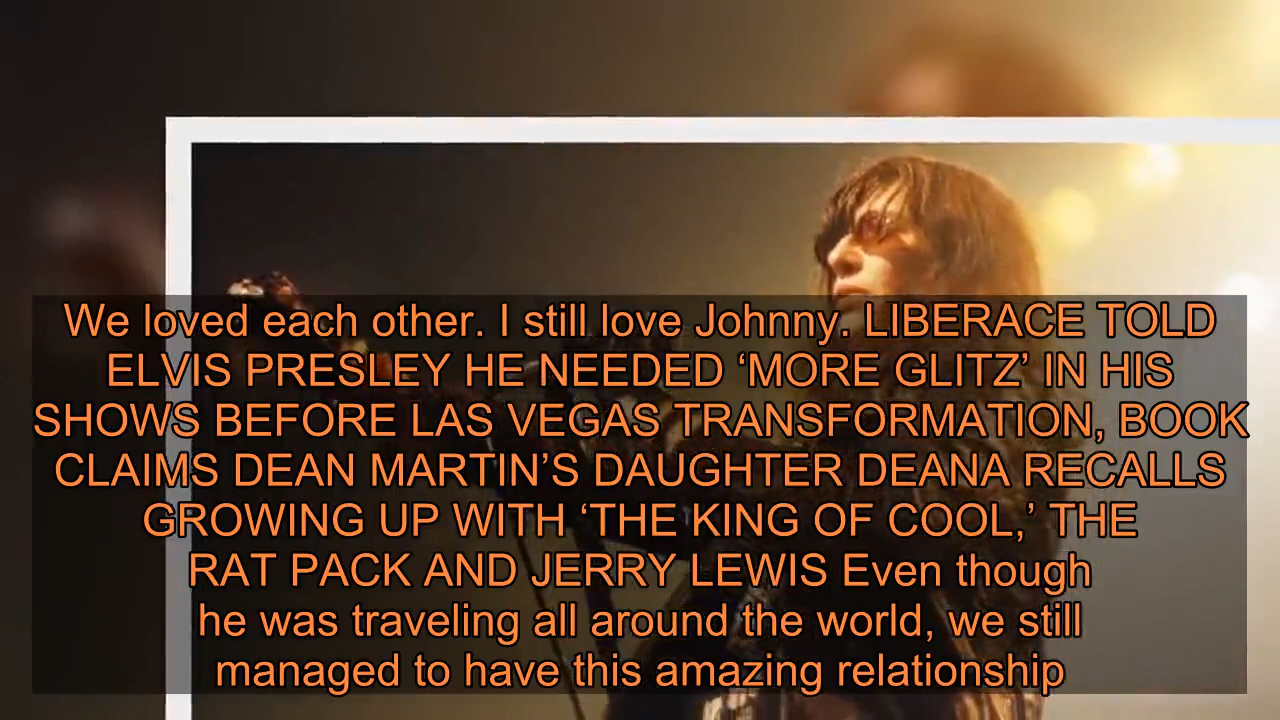 We loved each other. I still love Johnny. LIBERACE TOLD
ELVIS PRESLEY HE NEEDED ‘MORE GLITZ’ IN HIS
SHOWS BEFORE LAS VEGAS TRANSFORMATION, BOOK
CLAIMS DEAN MARTIN’S DAUGHTER DEANA RECALLS
GROWING UP WITH ‘THE KING OF COOL,’ THE
RAT PACK AND JERRY LEWIS Even though
he was traveling all around the world, we still
managed to have this amazing relationship